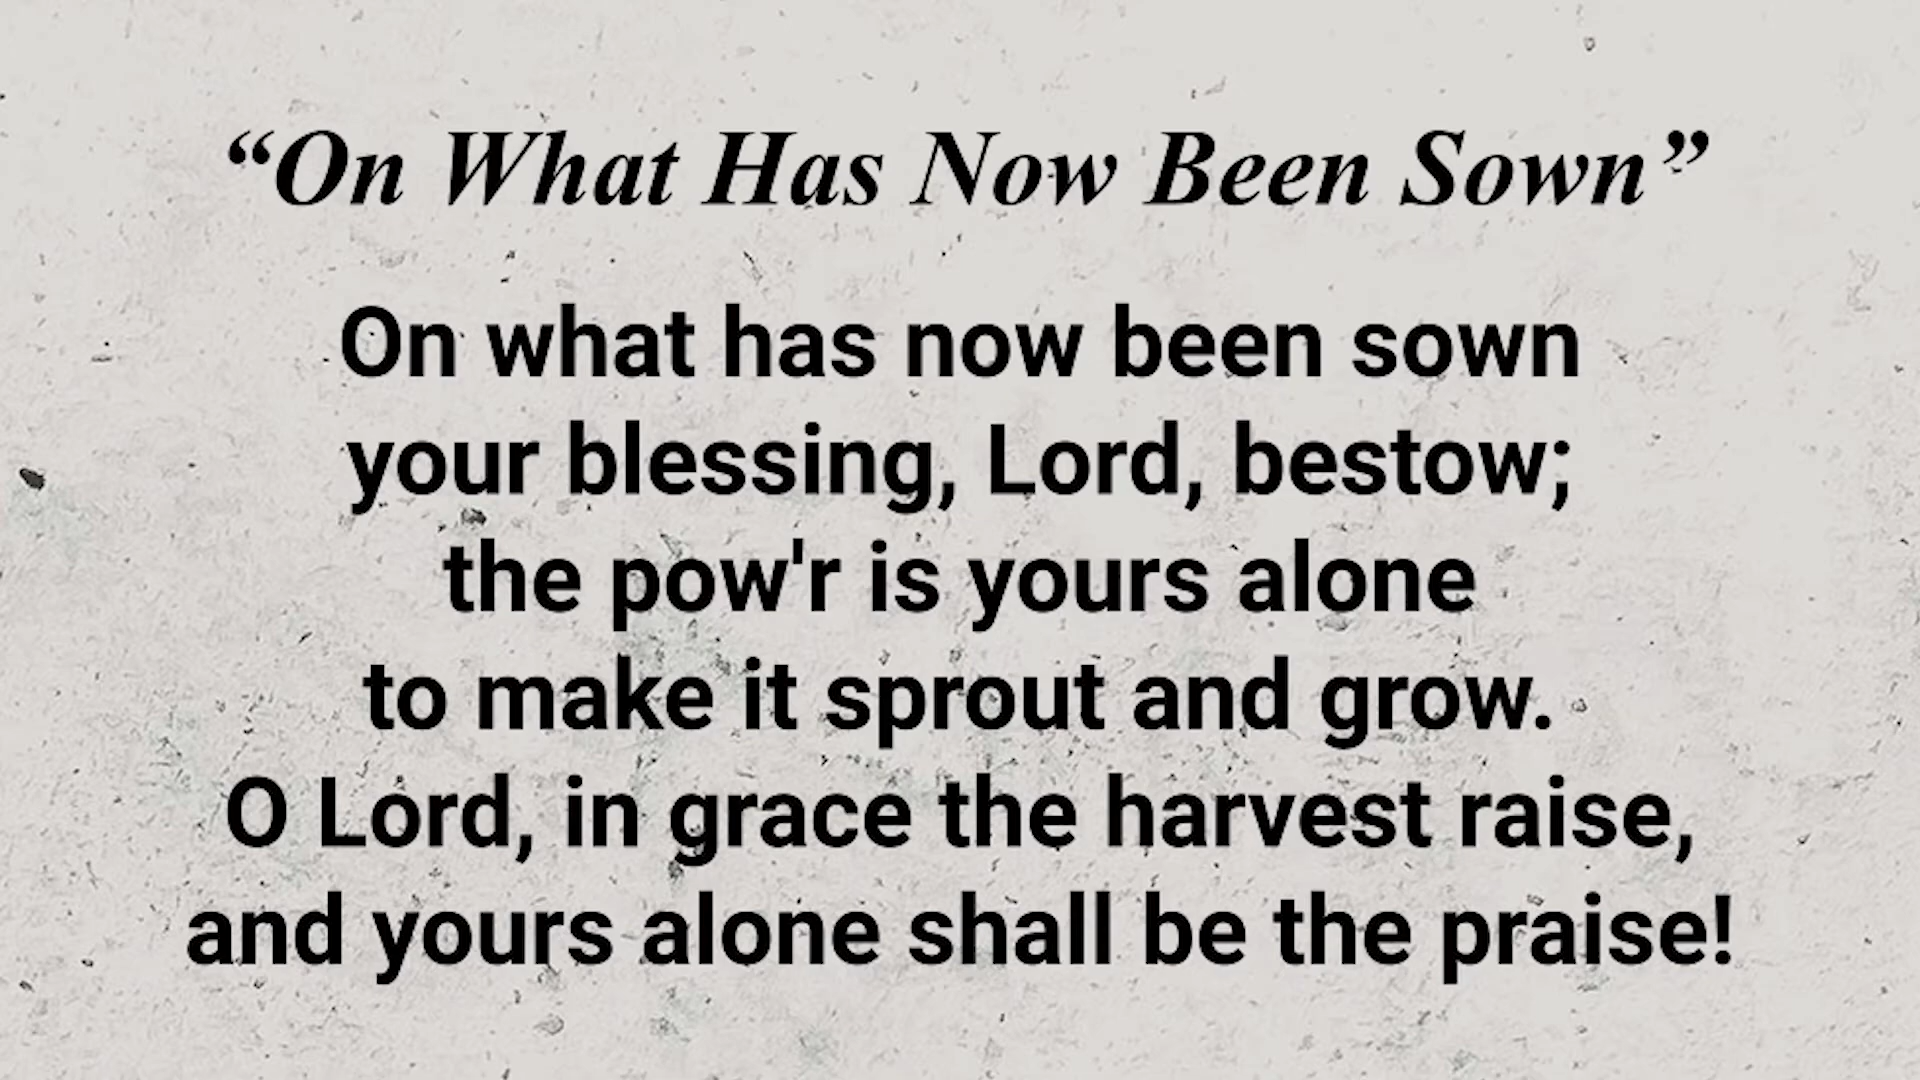 “On What Has Now Been Sown”
On what has now been sown
your blessing, Lord, bestow;
the pow'r is yours alone
to make it sprout and grow.
O Lord, in grace the harvest raise,
and yours alone shall be the praise!